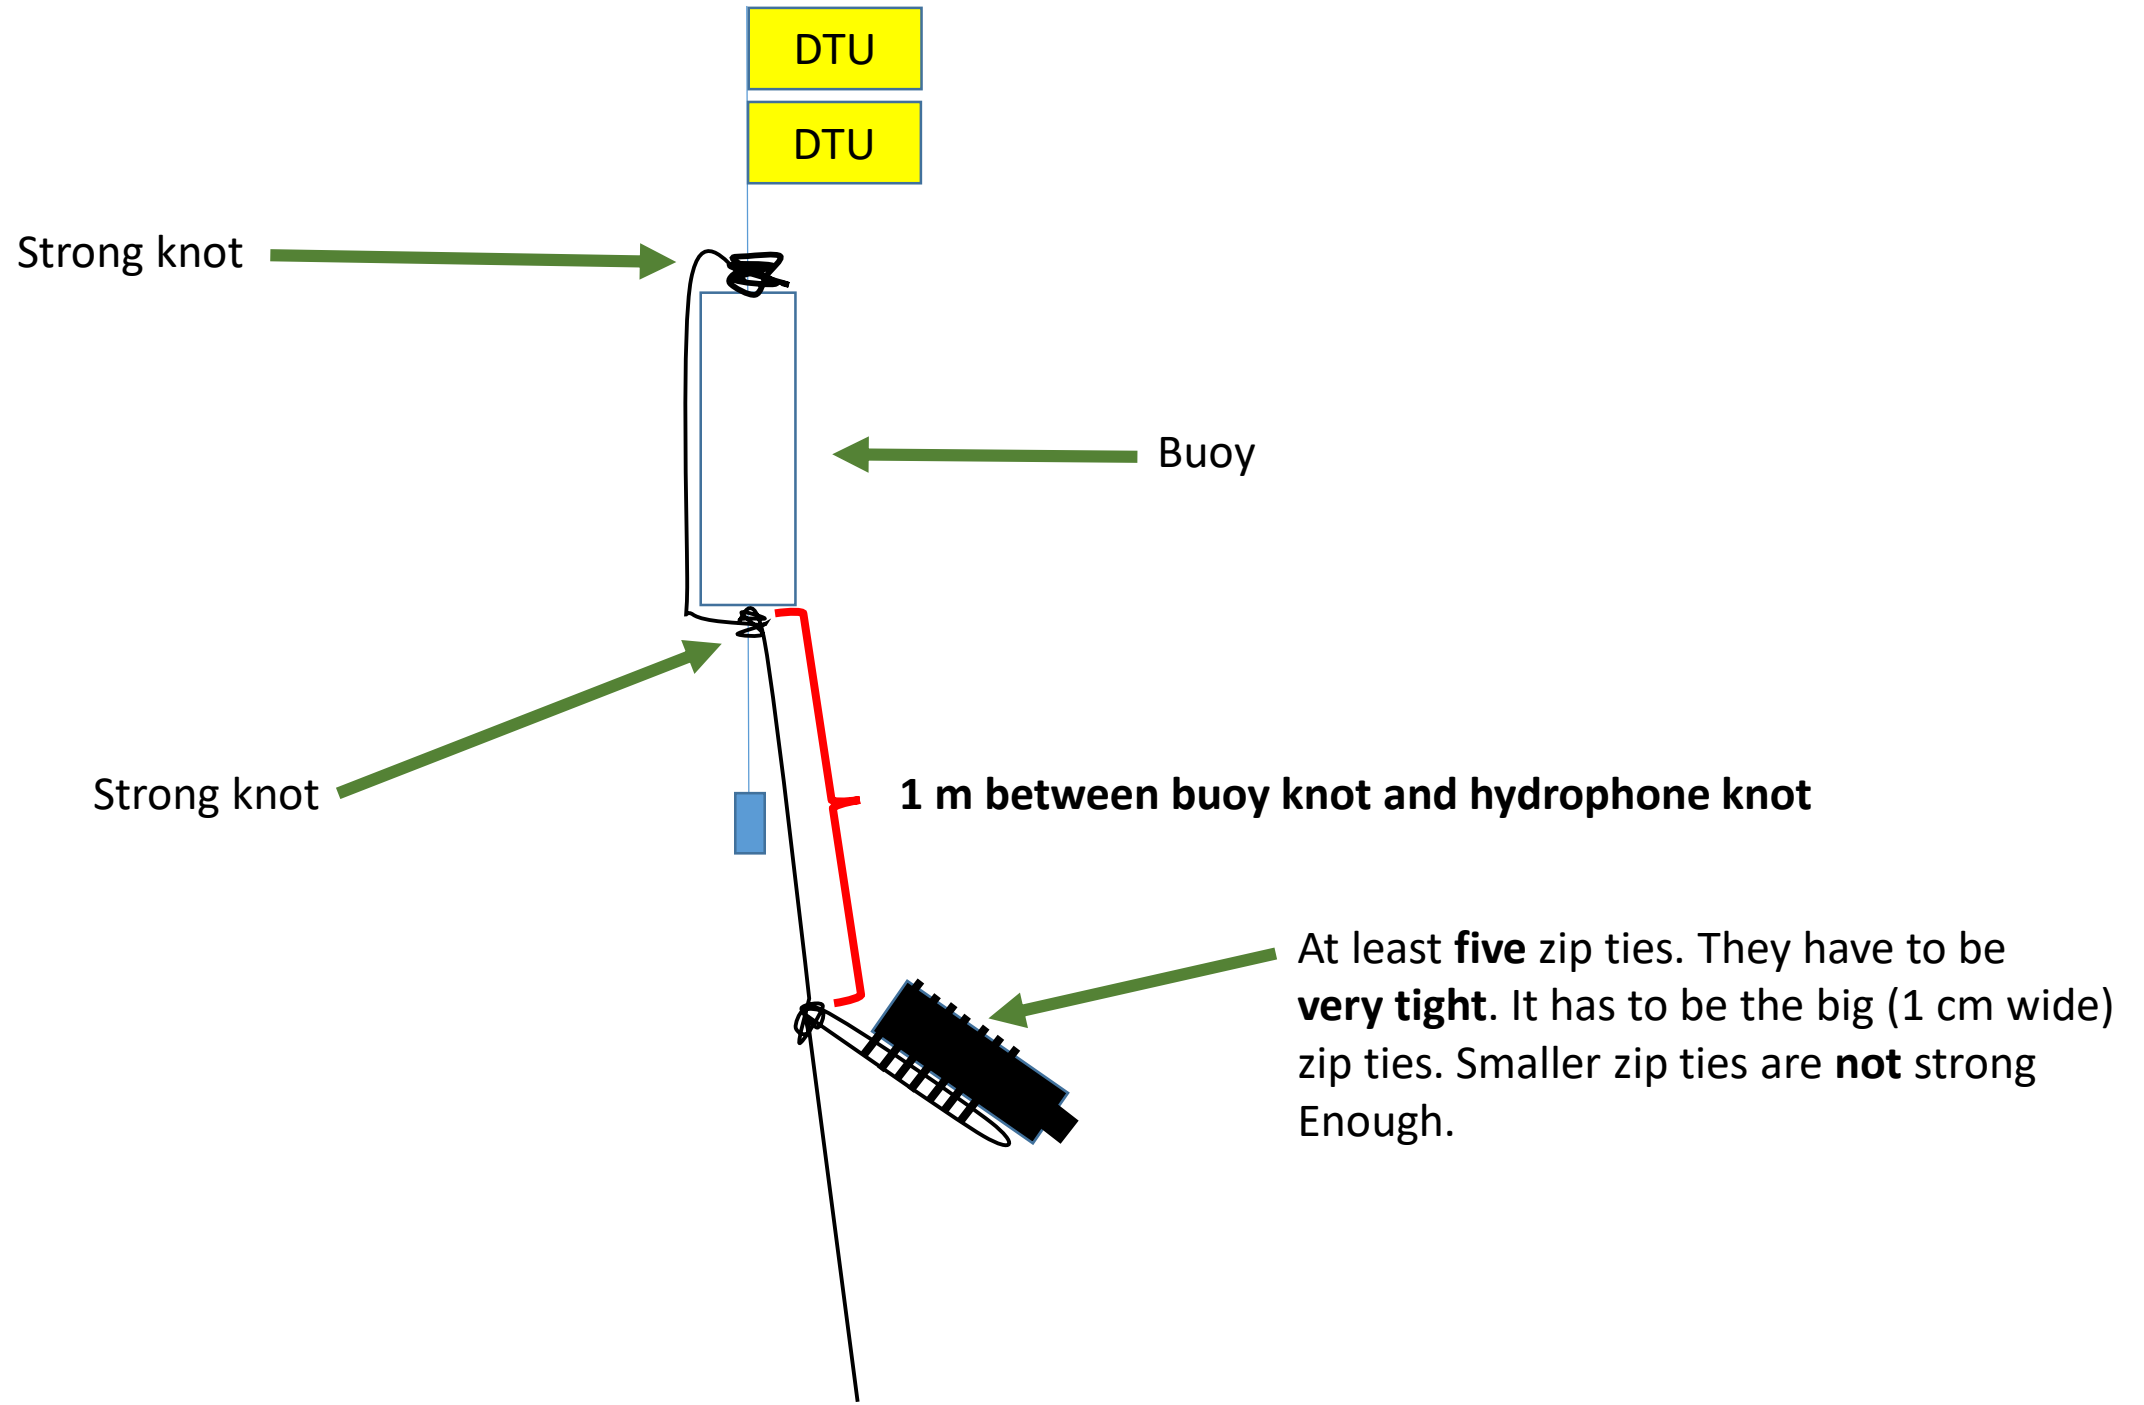 DTU
DTU
Strong knot
Buoy
Strong knot
1 m between buoy knot and hydrophone knot
At least five zip ties. They have to be
very tight. It has to be the big (1 cm wide)
zip ties. Smaller zip ties are not strong
Enough.